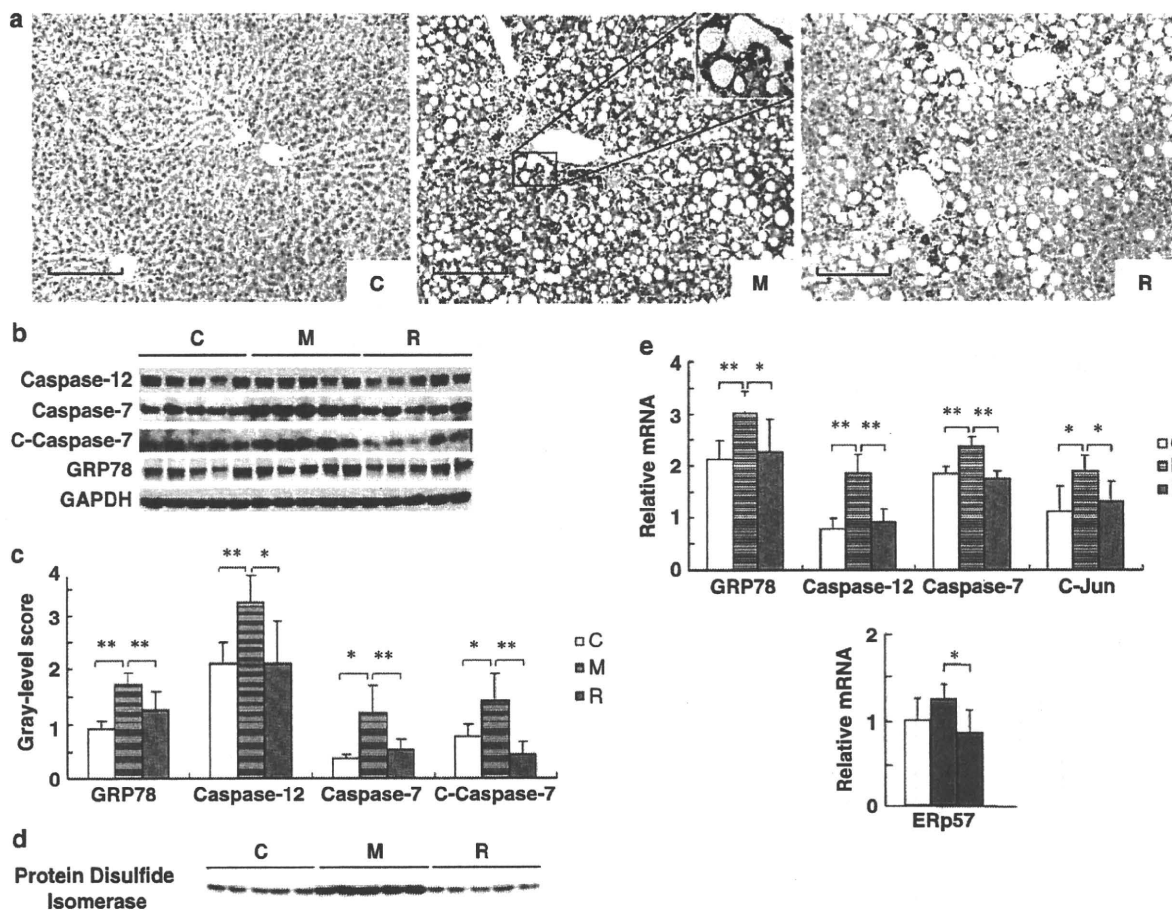 a
C
M
R
b
C M R
Caspase-12
Caspase-7
C-Caspase-7
GRP78
GAPDH
c
Gray-level score
4
3
2
1
0
** ** ** * * ** * **
GRP78 Caspase-12 Caspase-7 C-Caspase-7
C
M
R
d
C M R
Protein Disulfide
Isomerase
e
Relative mRNA
4
3
2
1
0
** * ** ** ** ** * *
GRP78 Caspase-12 Caspase-7 C-Jun
Relative mRNA
2
1
0
*
ERp57